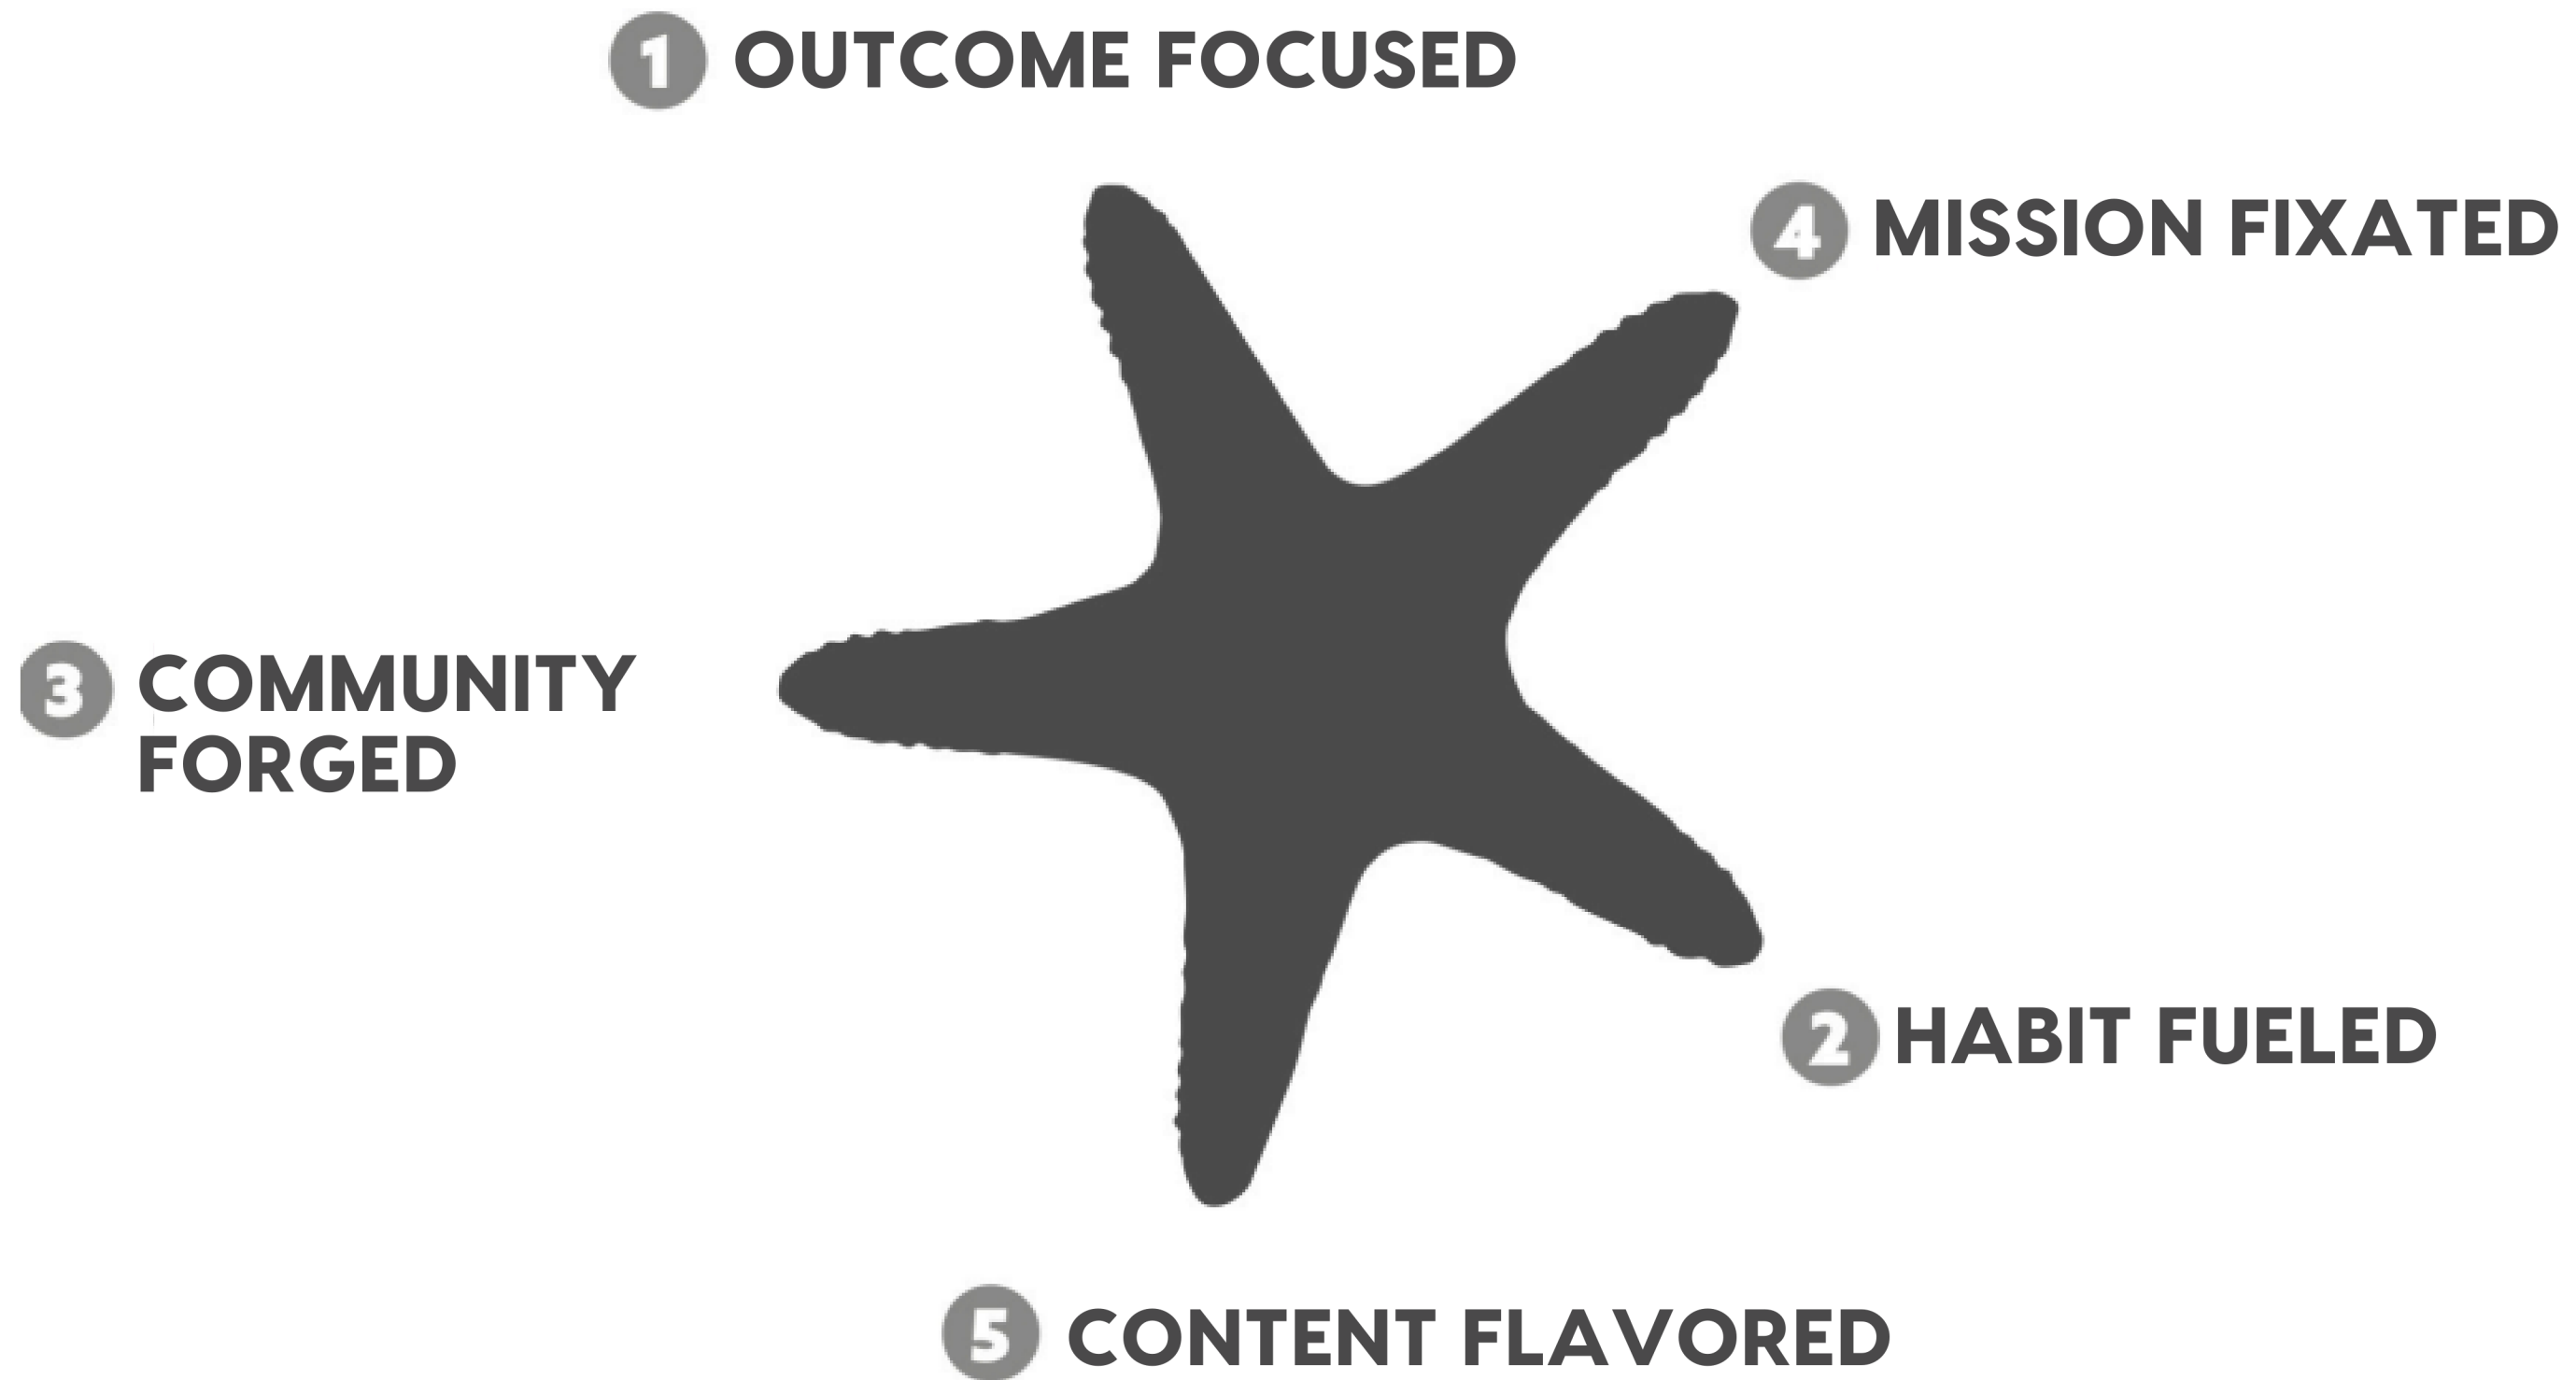 1 OUTCOME FOCUSED
4 MISSION FIXATED
3 COMMUNITY
FORGED
2 HABIT FUELED
5 CONTENT FLAVORED